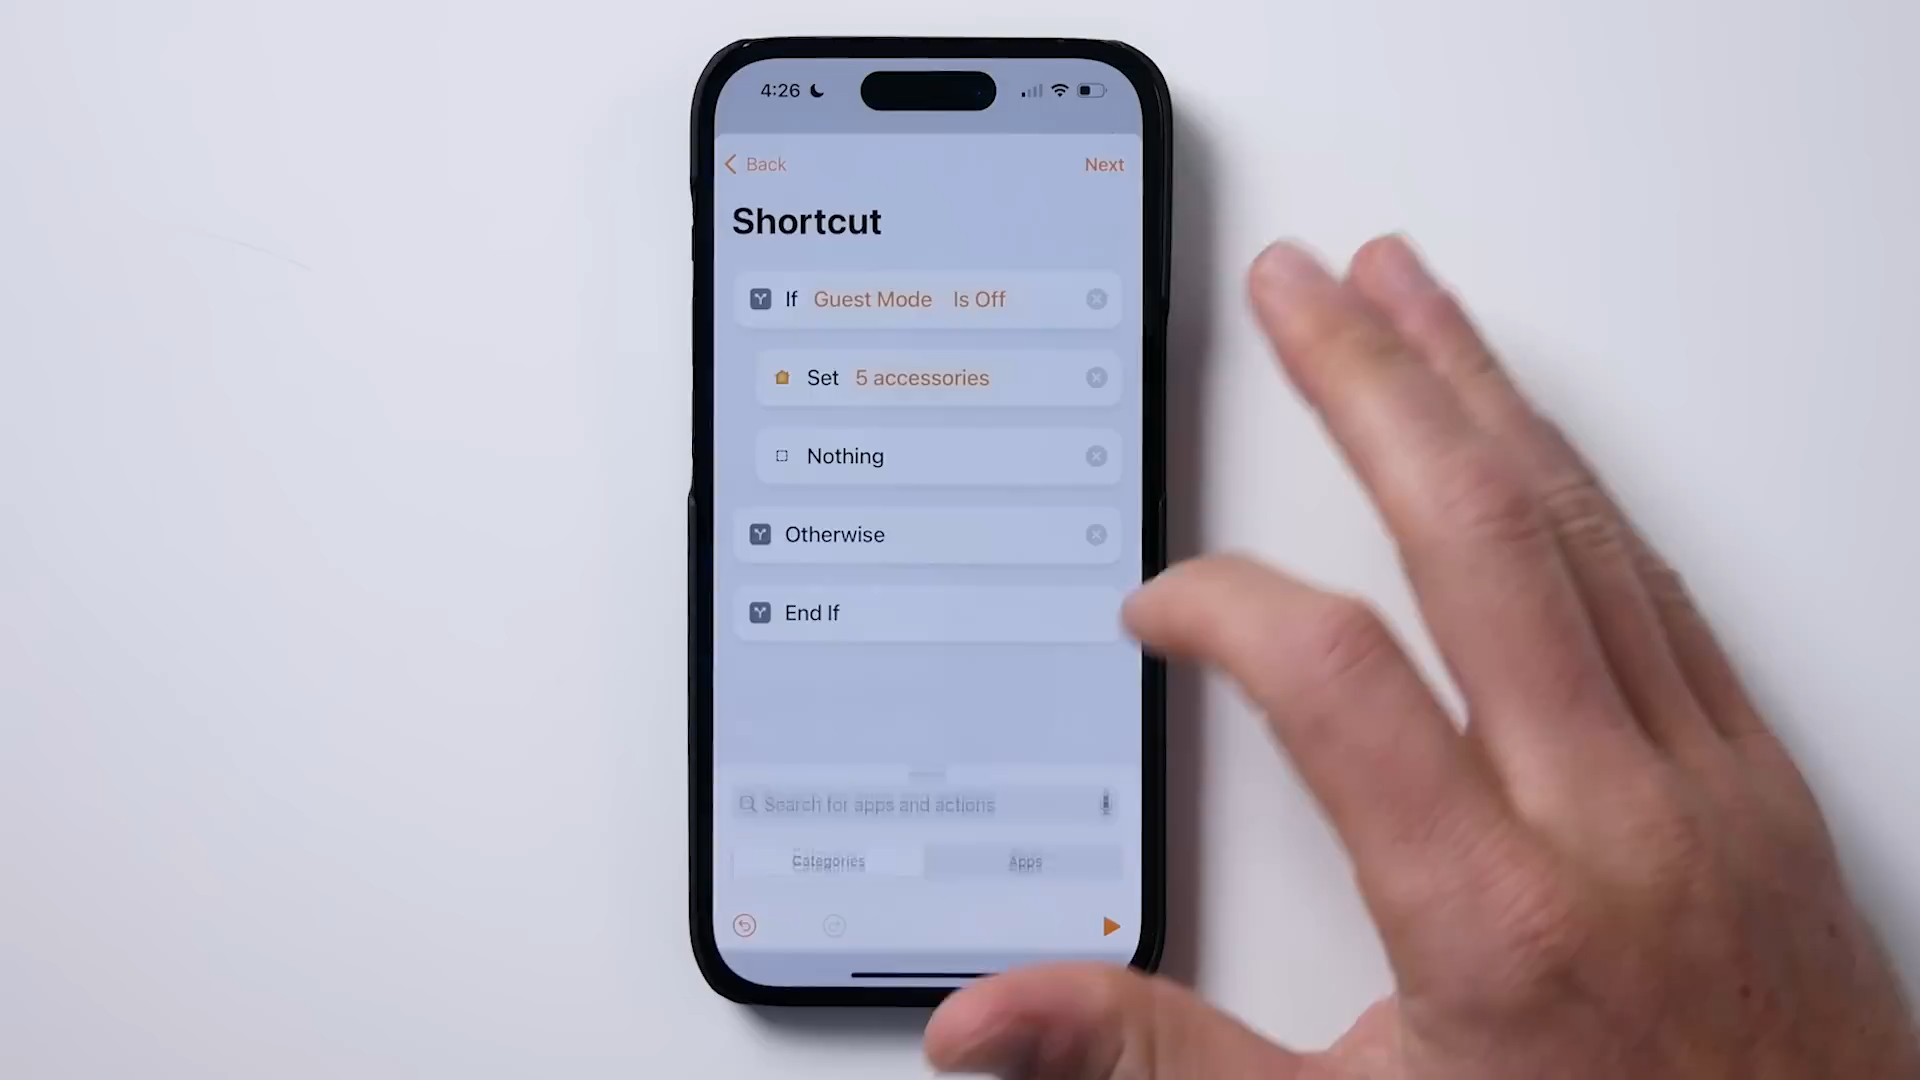 4:26
Back
Next
Shortcut
If Guest Mode Is Off
Set 5 accessories
Nothing
Otherwise
End If
Search for apps and actions
Categories
Apps